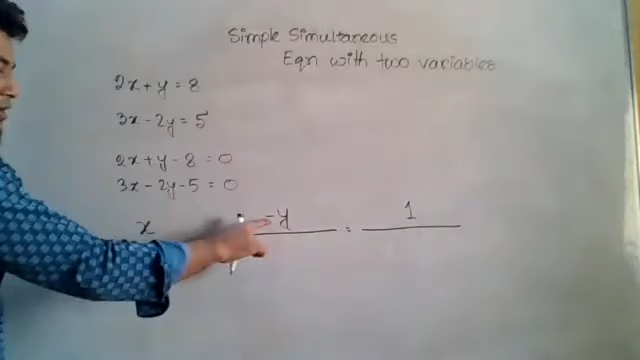 Simple Simultaneous
Eqn with two variables
2x + y = 8
3x - 2y = 5
2x + y - 8 = 0
3x - 2y - 5 = 0
x -y = 1